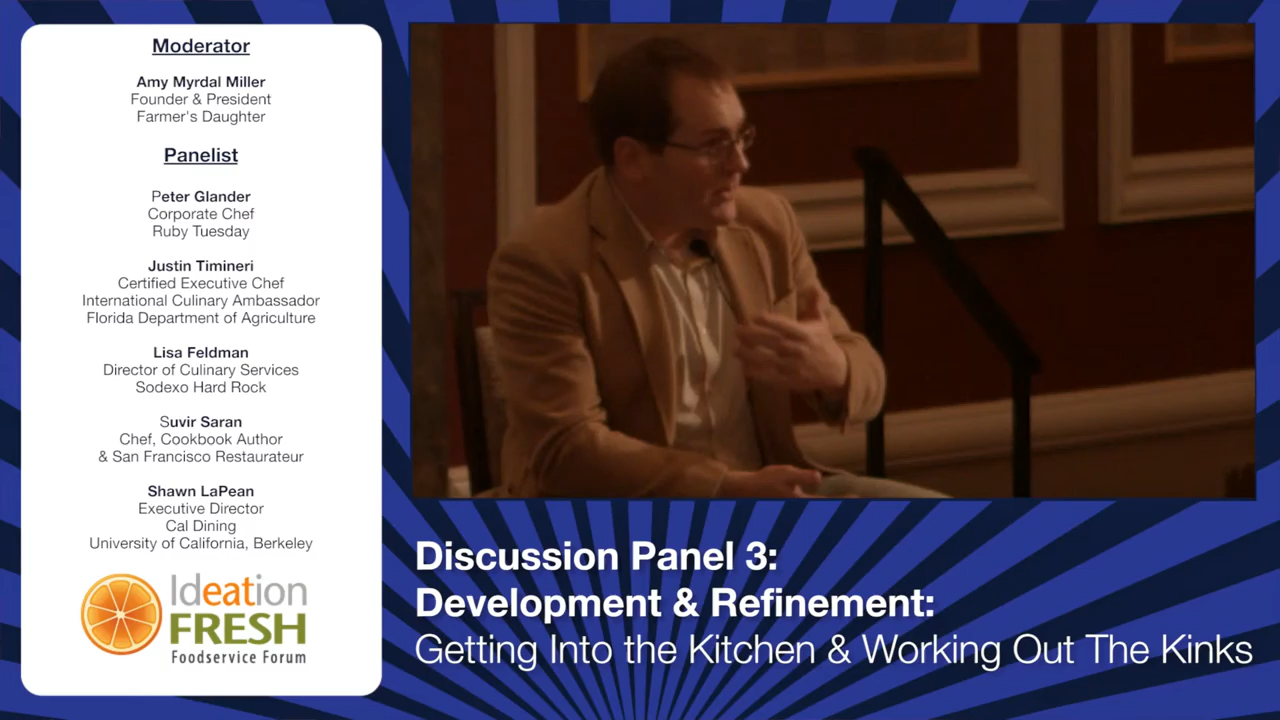 Moderator
Amy Myrdal Miller
Founder & President
Farmer's Daughter
Panelist
Peter Glander
Corporate Chef
Ruby Tuesday
Justin Timineri
Certified Executive Chef
International Culinary Ambassador
Florida Department of Agriculture
Lisa Feldman
Director of Culinary Services
Sodexo Hard Rock
Suvir Saran
Chef, Cookbook Author
& San Francisco Restaurateur
Shawn LaPean
Executive Director
Cal Dining
University of California, Berkeley
Ideation
FRESH
Foodservice Forum
Discussion Panel 3:
Development & Refinement:
Getting Into the Kitchen & Working Out The Kinks